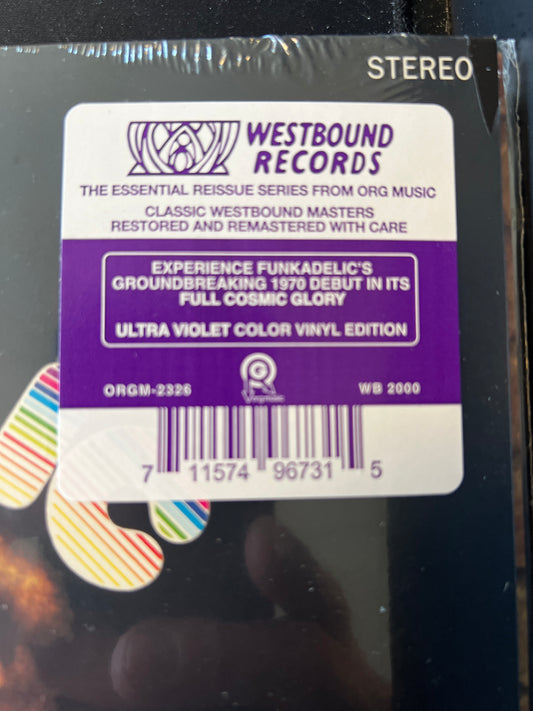 STEREO
WESTBOUND
RECORDS
THE ESSENTIAL REISSUE SERIES FROM ORG MUSIC
CLASSIC WESTBOUND MASTERS
RESTORED AND REMASTERED WITH CARE
EXPERIENCE FUNKADELIC'S
GROUNDBREAKING 1970 DEBUT IN ITS
FULL COSMIC GLORY
ULTRA VIOLET COLOR VINYL EDITION
ORGM-2326
WB 2000
7 11574 96731 5